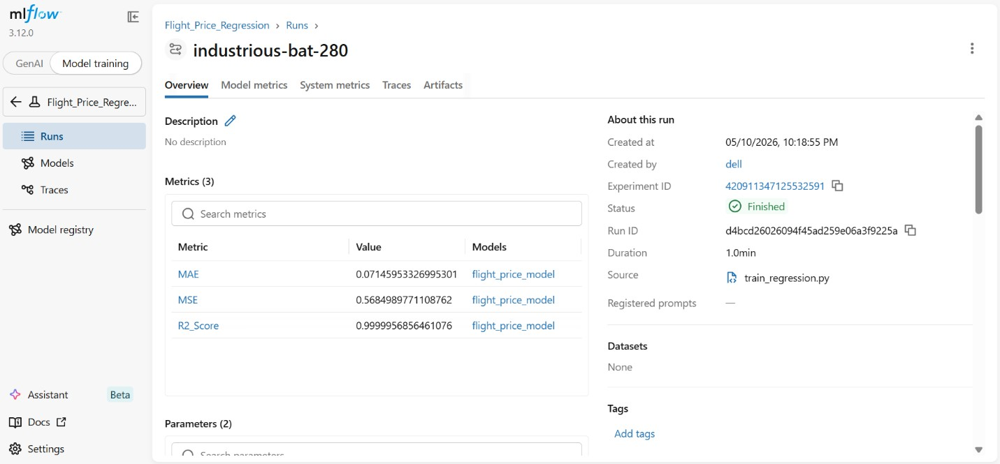 mlflow
3.12.0
GenAI Model training
Flight_Price_Regre...
Runs
Models
Traces
Model registry
Assistant Beta
Docs
Settings
Flight_Price_Regression › Runs ›
industrious-bat-280
Overview Model metrics System metrics Traces Artifacts
Description
No description
Metrics (3)
Search metrics
Metric Value Models
MAE 0.07145953326995301 flight_price_model
MSE 0.5684989771108762 flight_price_model
R2_Score 0.9999956856461076 flight_price_model
Parameters (2)
Search parameters
About this run
Created at 05/10/2026, 10:18:55 PM
Created by dell
Experiment ID 420911347125532591
Status Finished
Run ID d4bcd26026094f45ad259e06a3f9225a
Duration 1.0min
Source train_regression.py
Registered prompts —
Datasets
None
Tags
Add tags